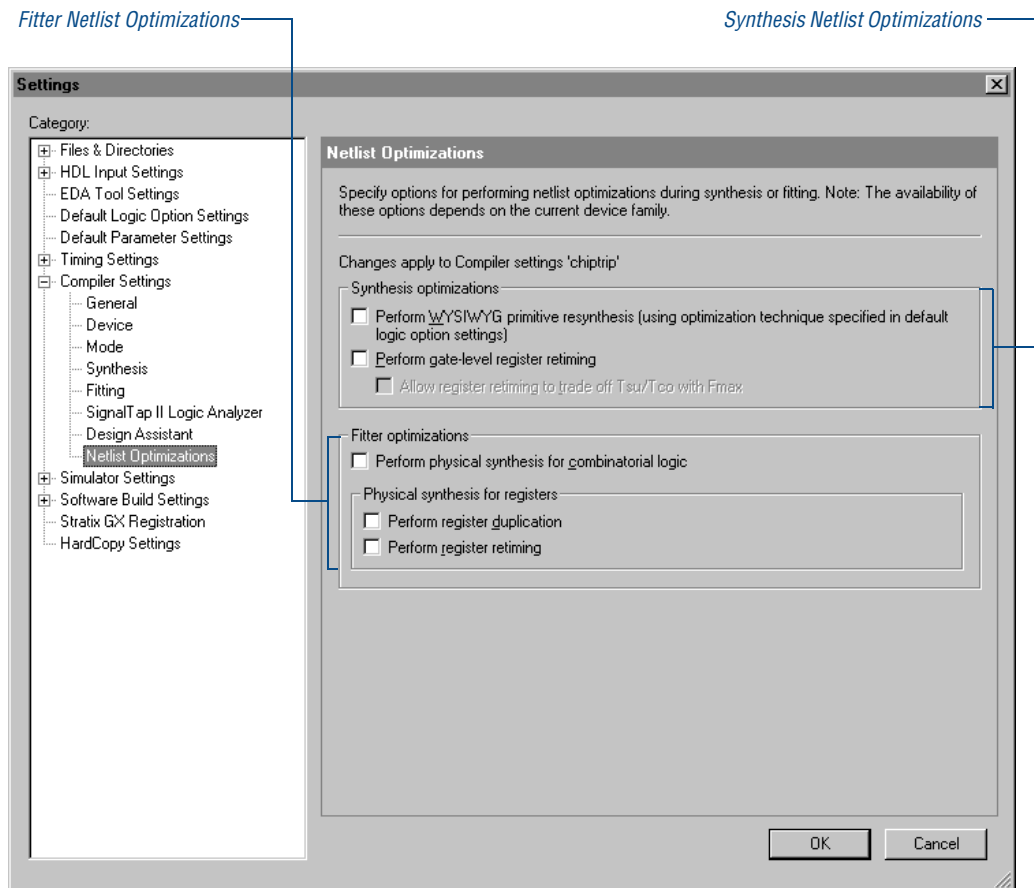 Fitter Netlist Optimizations
Synthesis Netlist Optimizations
Settings
Category:
Files & Directories
HDL Input Settings
EDA Tool Settings
Default Logic Option Settings
Default Parameter Settings
Timing Settings
Compiler Settings
General
Device
Mode
Synthesis
Fitting
SignalTap II Logic Analyzer
Design Assistant
Netlist Optimizations
Simulator Settings
Software Build Settings
Stratix GX Registration
HardCopy Settings
Netlist Optimizations
Specify options for performing netlist optimizations during synthesis or fitting. Note: The availability of
these options depends on the current device family.
Changes apply to Compiler settings 'chiptrip'
Synthesis optimizations
Perform WYSIWYG primitive resynthesis (using optimization technique specified in default
logic option settings)
Perform gate-level register retiming
Allow register retiming to trade off Tsu/Tco with Fmax
Fitter optimizations
Perform physical synthesis for combinatorial logic
Physical synthesis for registers
Perform register duplication
Perform register retiming
OK
Cancel